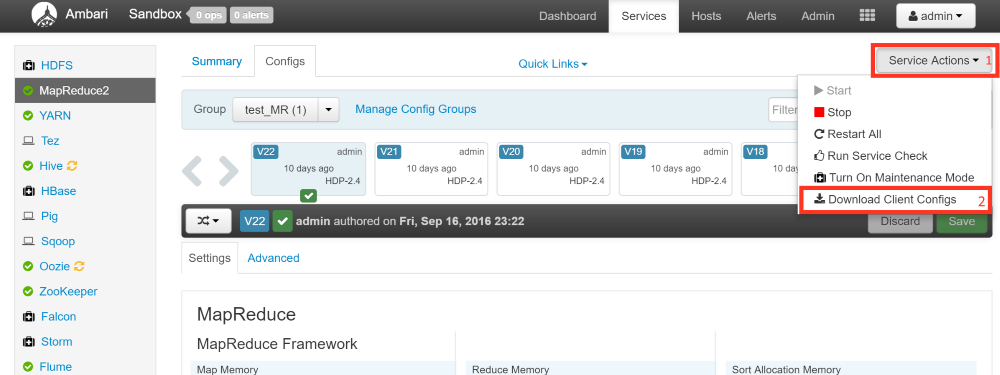 Ambari Sandbox 0 ops 0 alerts Dashboard Services Hosts Alerts Admin admin
HDFS
MapReduce2
YARN
Tez
Hive
HBase
Pig
Sqoop
Oozie
ZooKeeper
Falcon
Storm
Flume
Summary Configs Quick Links Service Actions 1
Start
Stop
Restart All
Run Service Check
Turn On Maintenance Mode
Download Client Configs 2
Group test_MR (1) Manage Config Groups Filter
V22 admin
10 days ago
HDP-2.4
V21 admin
10 days ago
HDP-2.4
V20 admin
10 days ago
HDP-2.4
V19 admin
10 days ago
HDP-2.4
V18
10
V22 admin authored on Fri, Sep 16, 2016 23:22 Discard Save
Settings Advanced
MapReduce
MapReduce Framework
Map Memory Reduce Memory Sort Allocation Memory